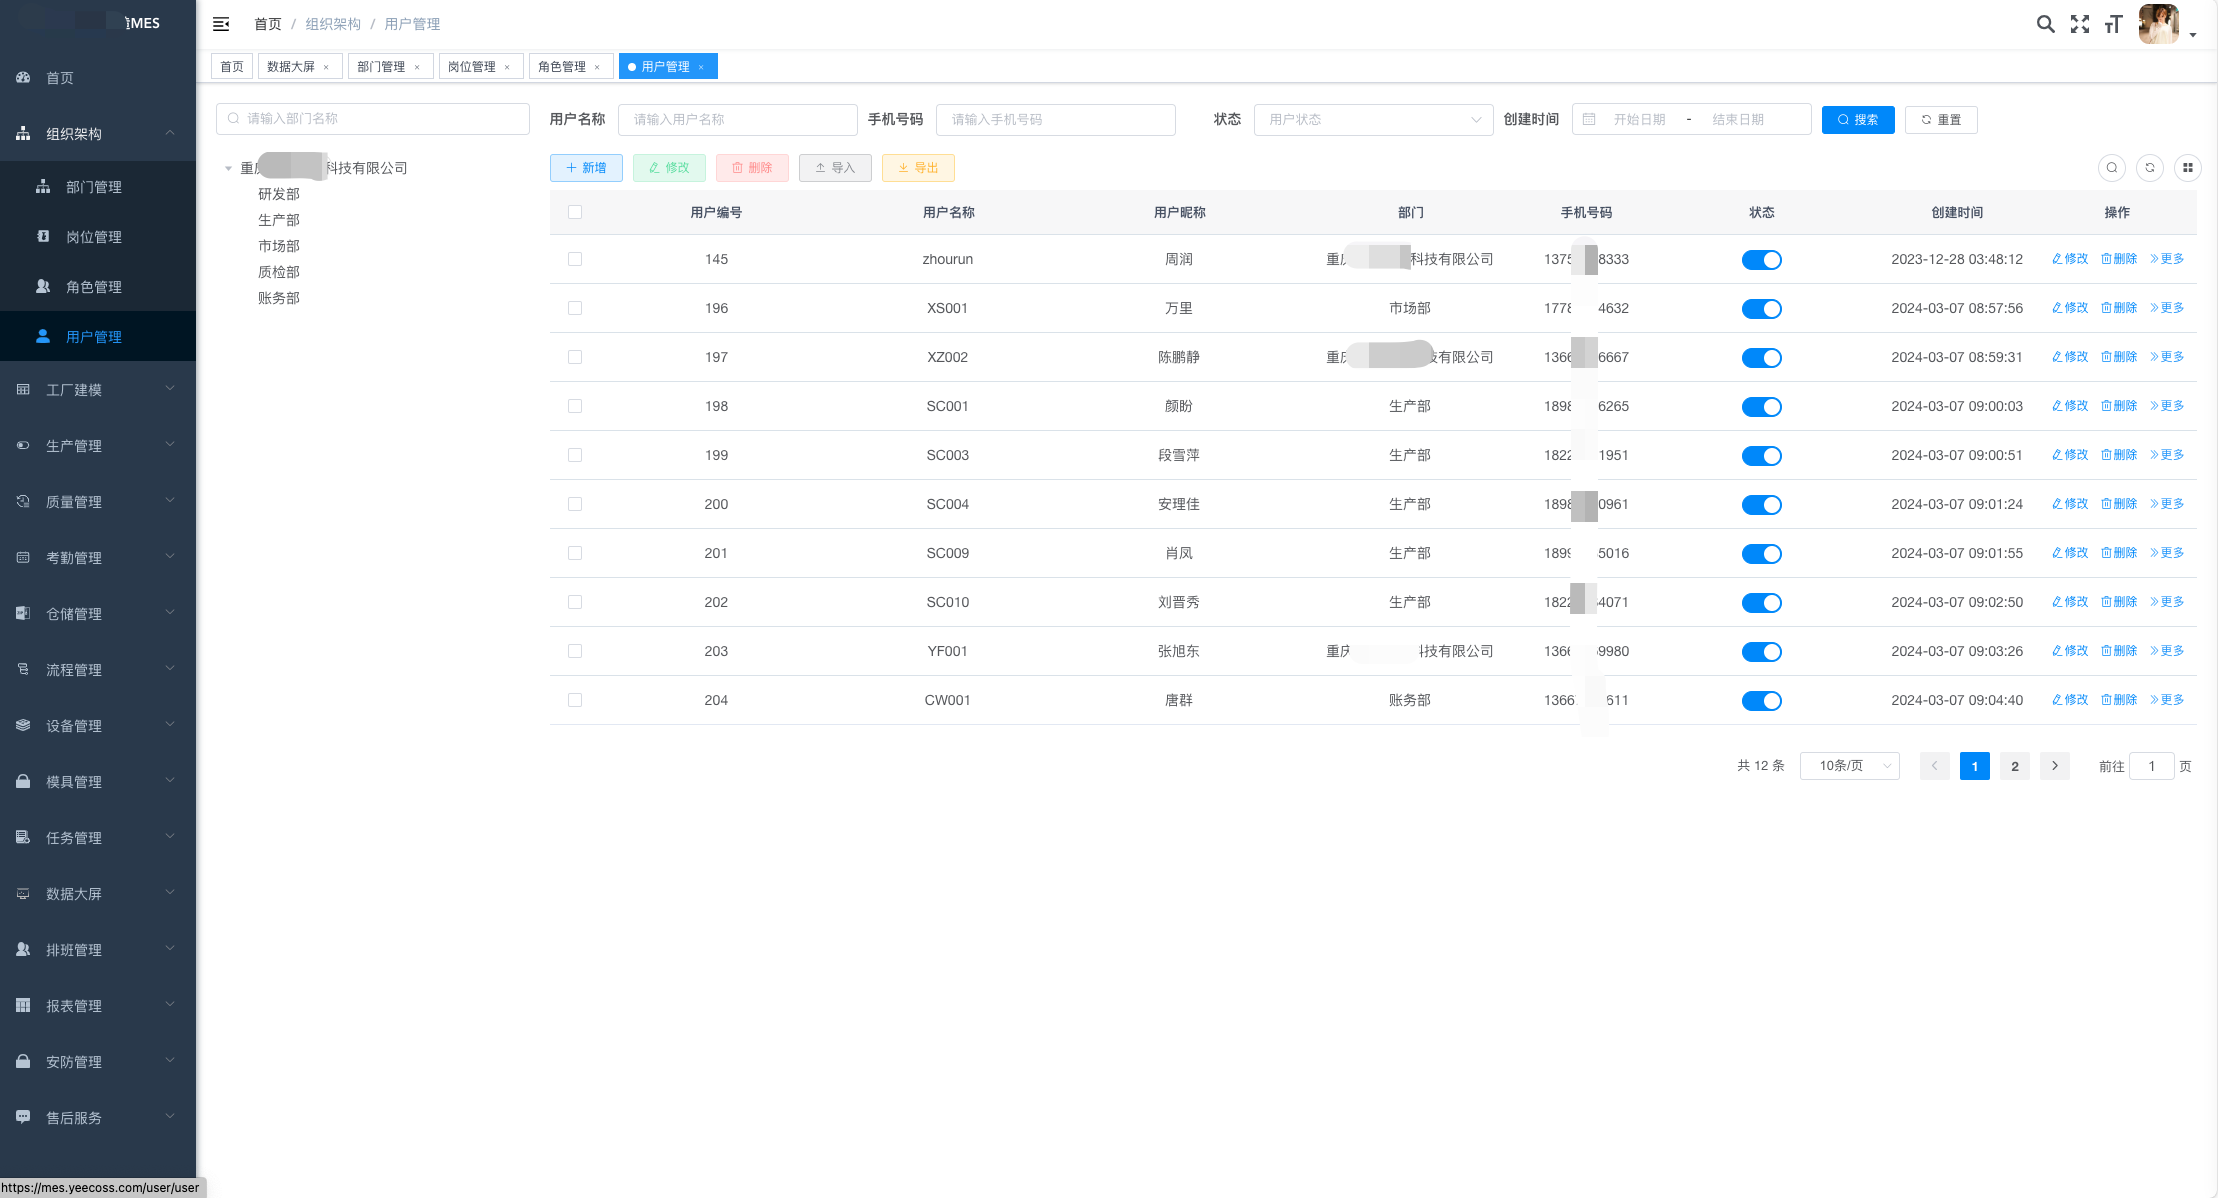 MES
首页 / 组织架构 / 用户管理
首页 数据大屏 × 部门管理 × 岗位管理 × 角色管理 × 用户管理 ×
首页
组织架构
部门管理
岗位管理
角色管理
用户管理
工厂建模
生产管理
质量管理
考勤管理
仓储管理
流程管理
设备管理
模具管理
任务管理
数据大屏
排班管理
报表管理
安防管理
售后服务
https://mes.yeecoss.com/user/user
请输入部门名称
重 科技有限公司
研发部
生产部
市场部
质检部
账务部
用户名称 请输入用户名称 手机号码 请输入手机号码 状态 用户状态 创建时间 开始日期 - 结束日期 搜索 重置
新增 修改 删除 导入 导出
用户编号 用户名称 用户昵称 部门 手机号码 状态 创建时间 操作
145 zhourun 周润 重 科技有限公司 1375 8333 2023-12-28 03:48:12 修改 删除 更多
196 XS001 万里 市场部 1778 4632 2024-03-07 08:57:56 修改 删除 更多
197 XZ002 陈鹏静 重 技有限公司 1366 6667 2024-03-07 08:59:31 修改 删除 更多
198 SC001 颜盼 生产部 1898 6265 2024-03-07 09:00:03 修改 删除 更多
199 SC003 段雪萍 生产部 1822 1951 2024-03-07 09:00:51 修改 删除 更多
200 SC004 安理佳 生产部 1898 0961 2024-03-07 09:01:24 修改 删除 更多
201 SC009 肖凤 生产部 1899 5016 2024-03-07 09:01:55 修改 删除 更多
202 SC010 刘晋秀 生产部 1822 4071 2024-03-07 09:02:50 修改 删除 更多
203 YF001 张旭东 重 科技有限公司 1366 9980 2024-03-07 09:03:26 修改 删除 更多
204 CW001 唐群 账务部 1366 611 2024-03-07 09:04:40 修改 删除 更多
共 12 条 10条/页 1 2 前往 1 页